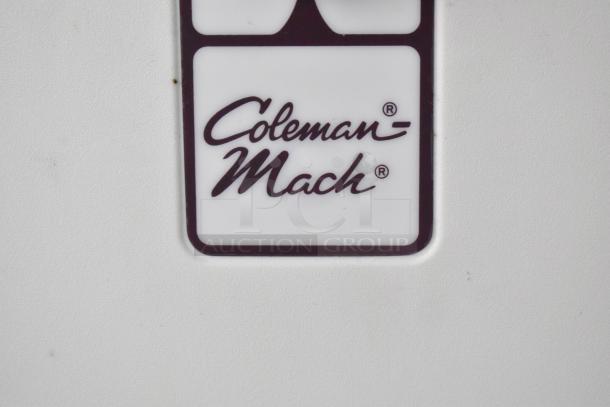 Coleman®-
Mach®
PCI
AUCTION GROUP